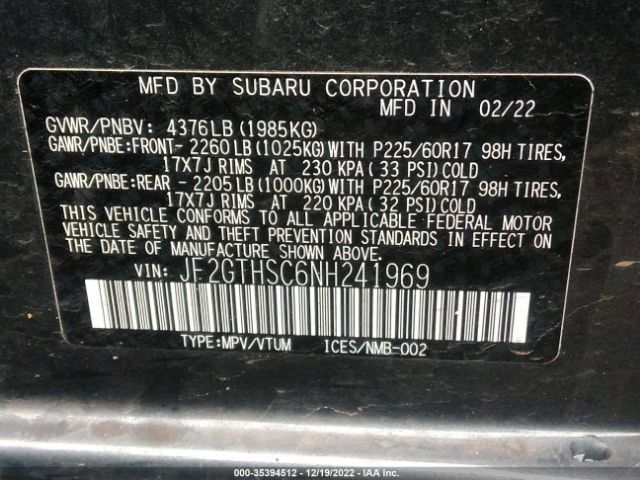 MFD BY SUBARU CORPORATION
MFD IN 02/22
GVWR/PNBV: 4376LB (1985KG)
GAWR/PNBE:FRONT- 2260 LB (1025KG) WITH P225/60R17 98H TIRES,
17X7J RIMS AT 230 KPA ( 33 PSI) COLD
GAWR/PNBE:REAR - 2205 LB (1000KG) WITH P225/60R17 98H TIRES,
17X7J RIMS AT 220 KPA ( 32 PSI) COLD
THIS VEHICLE CONFORMS TO ALL APPLICABLE FEDERAL MOTOR
VEHICLE SAFETY AND THEFT PREVENTION STANDARDS IN EFFECT ON
THE DATE OF MANUFACTURE SHOWN ABOVE.
VIN: JF2GTHSC6NH241969
TYPE:MPV/VTUM ICES/NMB-002
000-35394512 - 12/19/2022 - IAA Inc.